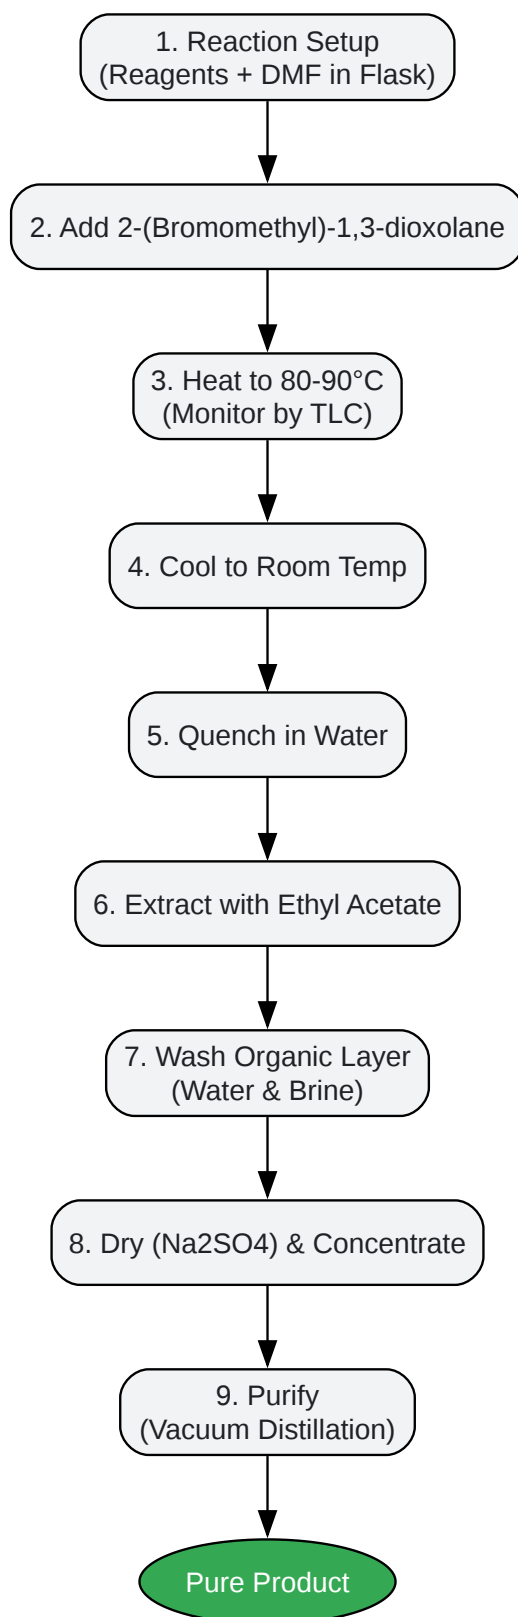 1. Reaction Setup
(Reagents + DMF in Flask)
2. Add 2-(Bromomethyl)-1,3-dioxolane
3. Heat to 80-90°C
(Monitor by TLC)
4. Cool to Room Temp
5. Quench in Water
6. Extract with Ethyl Acetate
7. Wash Organic Layer
(Water & Brine)
8. Dry (Na2SO4) & Concentrate
9. Purify
(Vacuum Distillation)
Pure Product